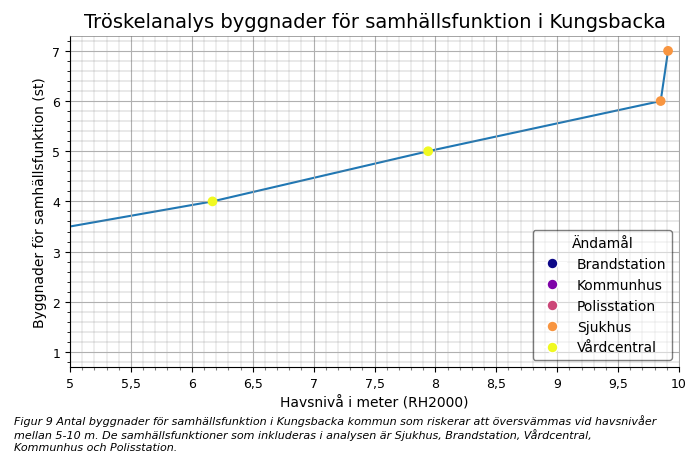 Tröskelanalys byggnader för samhällsfunktion i Kungsbacka
Byggnader för samhällsfunktion (st)
7
6
5
4
3
2
1
Ändamål
Brandstation
Kommunhus
Polisstation
Sjukhus
Vårdcentral
5 5,5 6 6,5 7 7,5 8 8,5 9 9,5 10
Havsnivå i meter (RH2000)
Figur 9 Antal byggnader för samhällsfunktion i Kungsbacka kommun som riskerar att översvämmas vid havsnivåer
mellan 5-10 m. De samhällsfunktioner som inkluderas i analysen är Sjukhus, Brandstation, Vårdcentral,
Kommunhus och Polisstation.